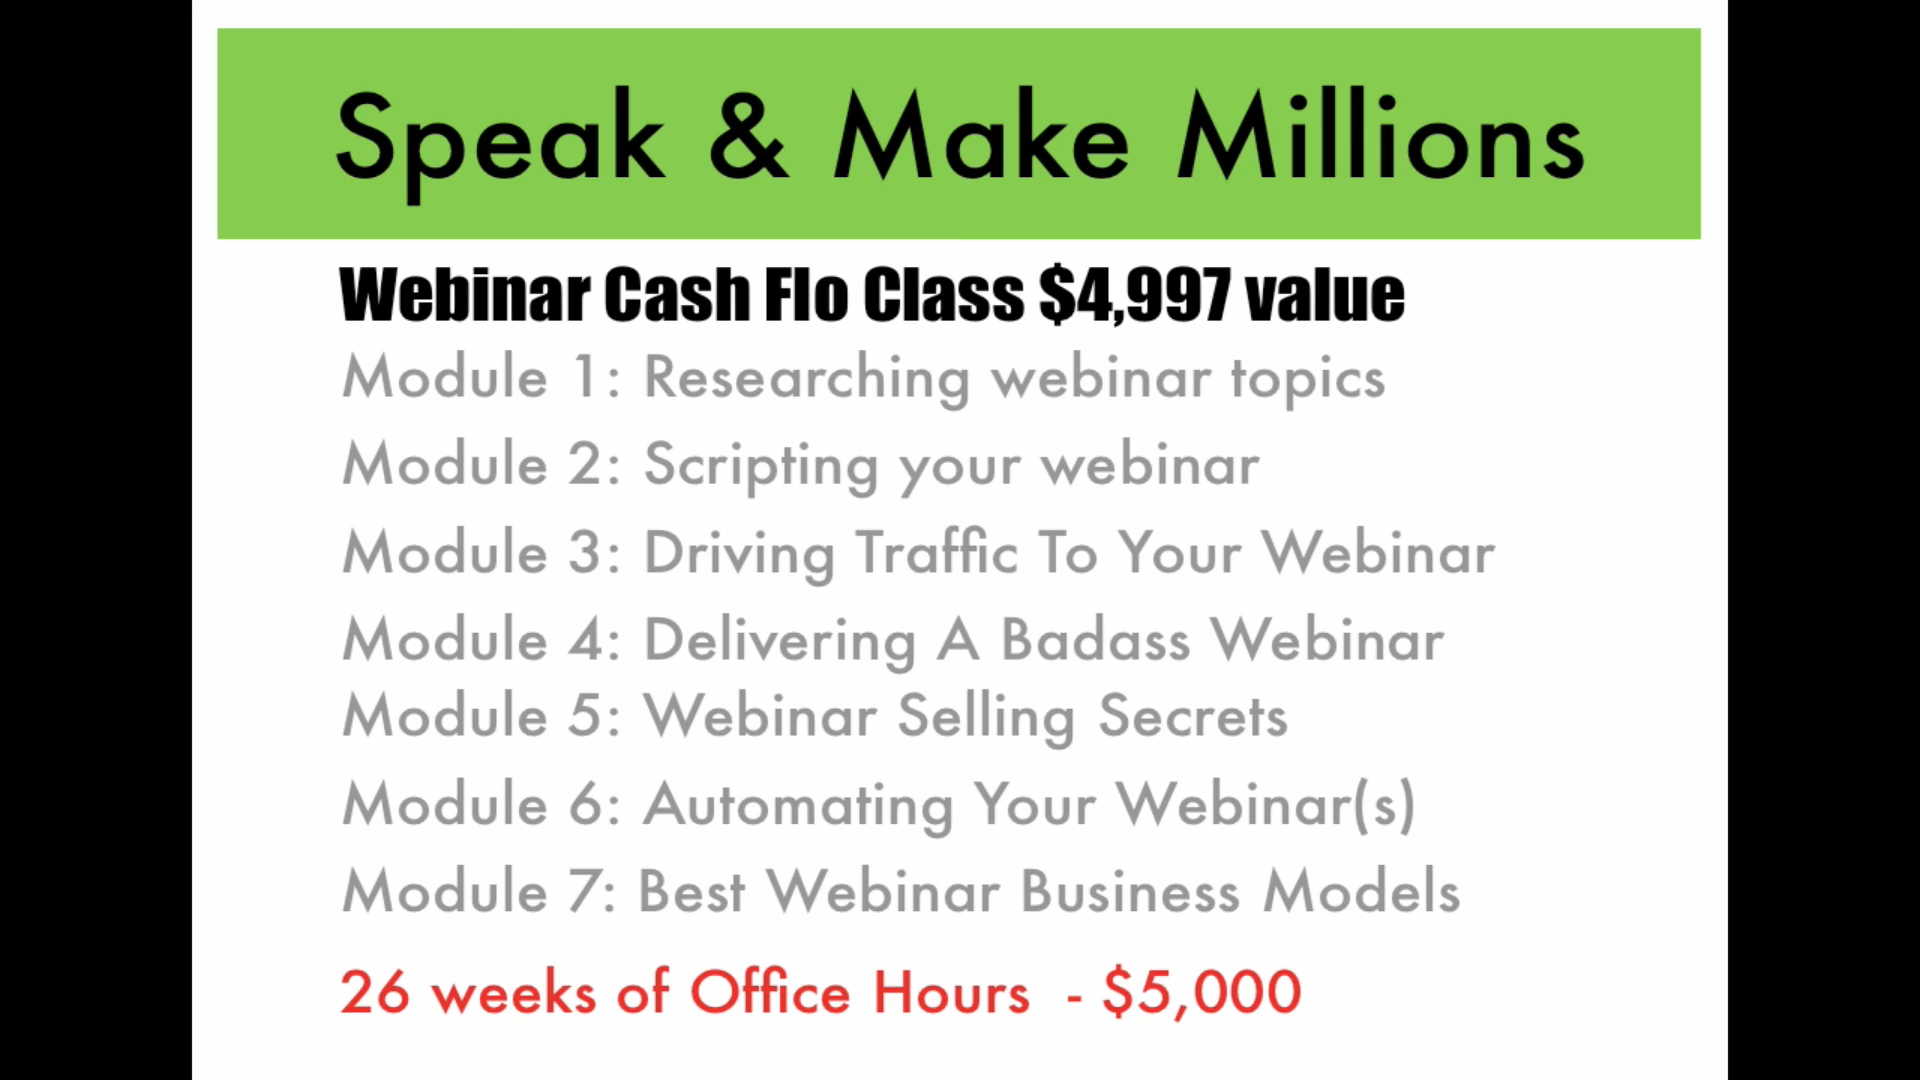 Speak & Make Millions
Webinar Cash Flo Class $4,997 value
Module 1: Researching webinar topics
Module 2: Scripting your webinar
Module 3: Driving Traffic To Your Webinar
Module 4: Delivering A Badass Webinar
Module 5: Webinar Selling Secrets
Module 6: Automating Your Webinar(s)
Module 7: Best Webinar Business Models
26 weeks of Office Hours - $5,000